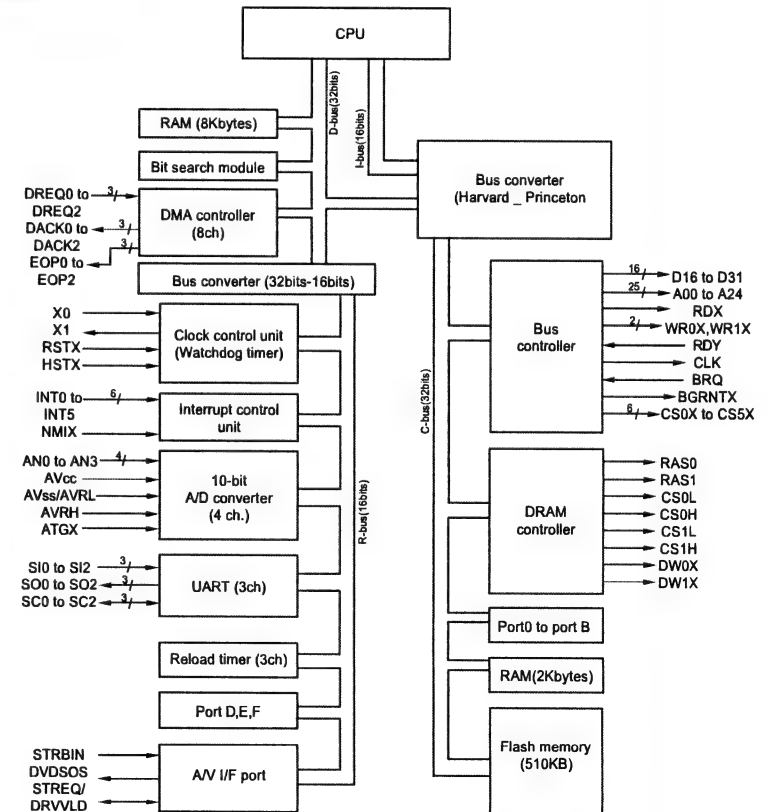 CPU
D-bus(32bits)
I-bus(16bits)
RAM (8Kbytes)
Bit search module
DREQ0 to
DREQ2
DACK0 to
DACK2
EOP0 to
EOP2
3/
3/
3/
DMA controller
(8ch)
Bus converter
(Harvard _ Princeton
Bus converter (32bits-16bits)
X0
X1
RSTX
HSTX
Clock control unit
(Watchdog timer)
INT0 to
INT5
NMIX
6/
Interrupt control
unit
AN0 to AN3
AVcc
AVss/AVRL
AVRH
ATGX
4/
10-bit
A/D converter
(4 ch.)
SI0 to SI2
SO0 to SO2
SC0 to SC2
3/
3/
3/
UART (3ch)
Reload timer (3ch)
Port D,E,F
STRBIN
DVDSOS
STREQ/
DRVVLD
A/V I/F port
R-bus(16bits)
C-bus(32bits)
Bus
controller
16/
D16 to D31
25/
A00 to A24
RDX
2/
WR0X,WR1X
RDY
CLK
BRQ
BGRNTX
6/
CS0X to CS5X
DRAM
controller
RAS0
RAS1
CS0L
CS0H
CS1L
CS1H
DW0X
DW1X
Port0 to port B
RAM(2Kbytes)
Flash memory
(510KB)